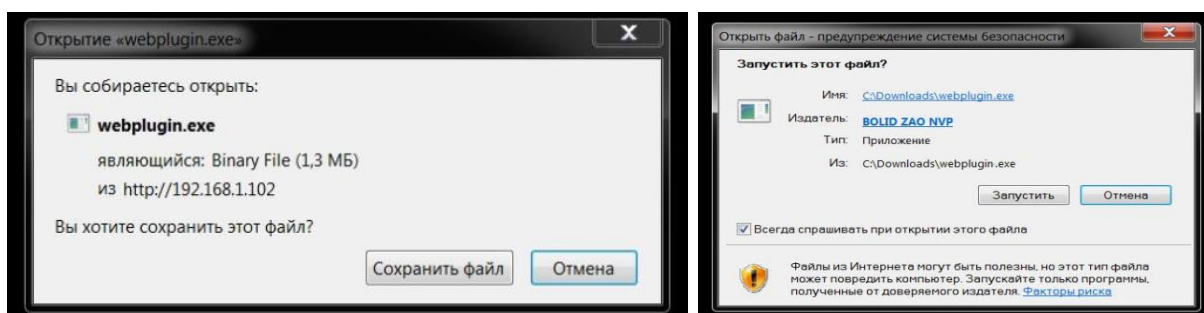 Открытие «webplugin.exe»
Вы собираетесь открыть:
webplugin.exe
являющийся: Binary File (1,3 МБ)
из http://192.168.1.102
Вы хотите сохранить этот файл?
Сохранить файл
Отмена
Открыть файл - предупреждение системы безопасности
Запустить этот файл?
Имя: C:\Downloads\webplugin.exe
Издатель: BOLID ZAO NVP
Тип: Приложение
Из: C:\Downloads\webplugin.exe
Запустить
Отмена
Всегда спрашивать при открытии этого файла
Файлы из Интернета могут быть полезны, но этот тип файла
может повредить компьютер. Запускайте только программы,
полученные от доверяемого издателя. Факторы риска